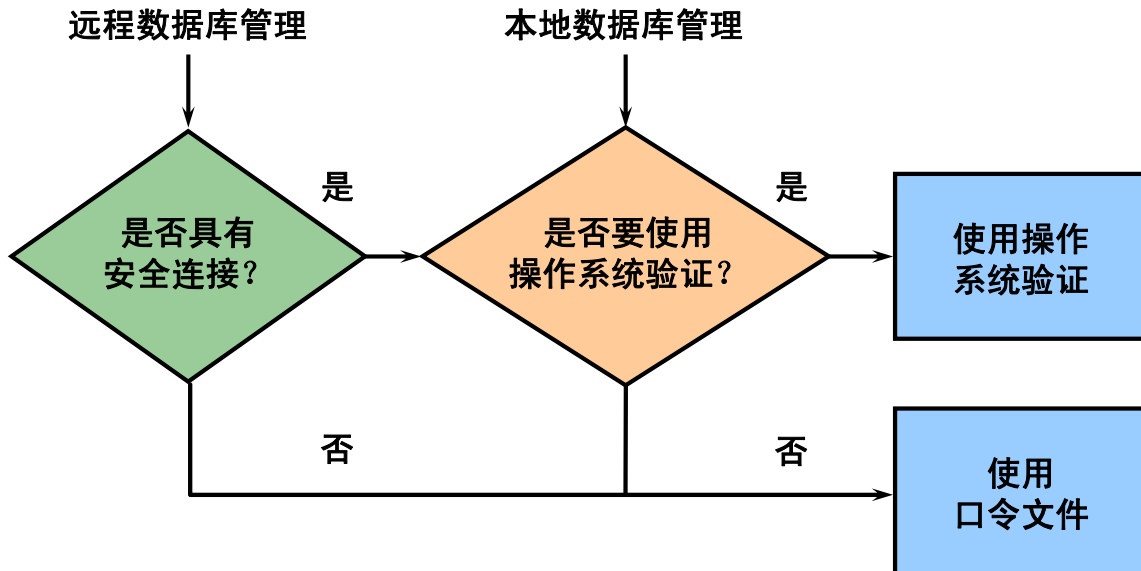 远程数据库管理
本地数据库管理
是
是
是否具有
安全连接？
是否要使用
操作系统验证？
使用操作
系统验证
否
否
使用
口令文件